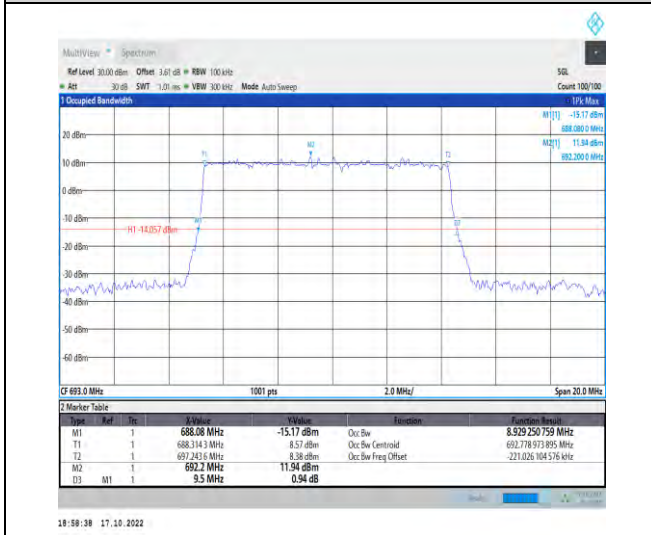 MultiView Spectrum
Ref Level 30.00 dBm Offset 3.61 dB RBW 100 kHz SGL
Att 30 dB SWT 1.01 ms VBW 300 kHz Mode Auto Sweep Count 100/100
1 Occupied Bandwidth 1Pk Max
M1[1] -15.17 dBm
688.080 0 MHz
M2[1] 11.94 dBm
692.200 0 MHz
20 dBm
M2
T1 T2
10 dBm
0 dBm
-10 dBm
M1
H1 -14.057 dBm
-20 dBm
-30 dBm
-40 dBm
-50 dBm
-60 dBm
CF 693.0 MHz 1001 pts 2.0 MHz/ Span 20.0 MHz
2 Marker Table
Type Ref Trc X-Value Y-Value Function Function Result
M1 1 688.08 MHz -15.17 dBm Occ Bw 8.929 250 759 MHz
T1 1 688.314 3 MHz 8.57 dBm Occ Bw Centroid 692.778 973 895 MHz
T2 1 697.243 6 MHz 8.38 dBm Occ Bw Freq Offset -221.026 104 576 kHz
M2 1 692.2 MHz 11.94 dBm
D3 M1 1 9.5 MHz 0.94 dB
18:58:38 17.10.2022